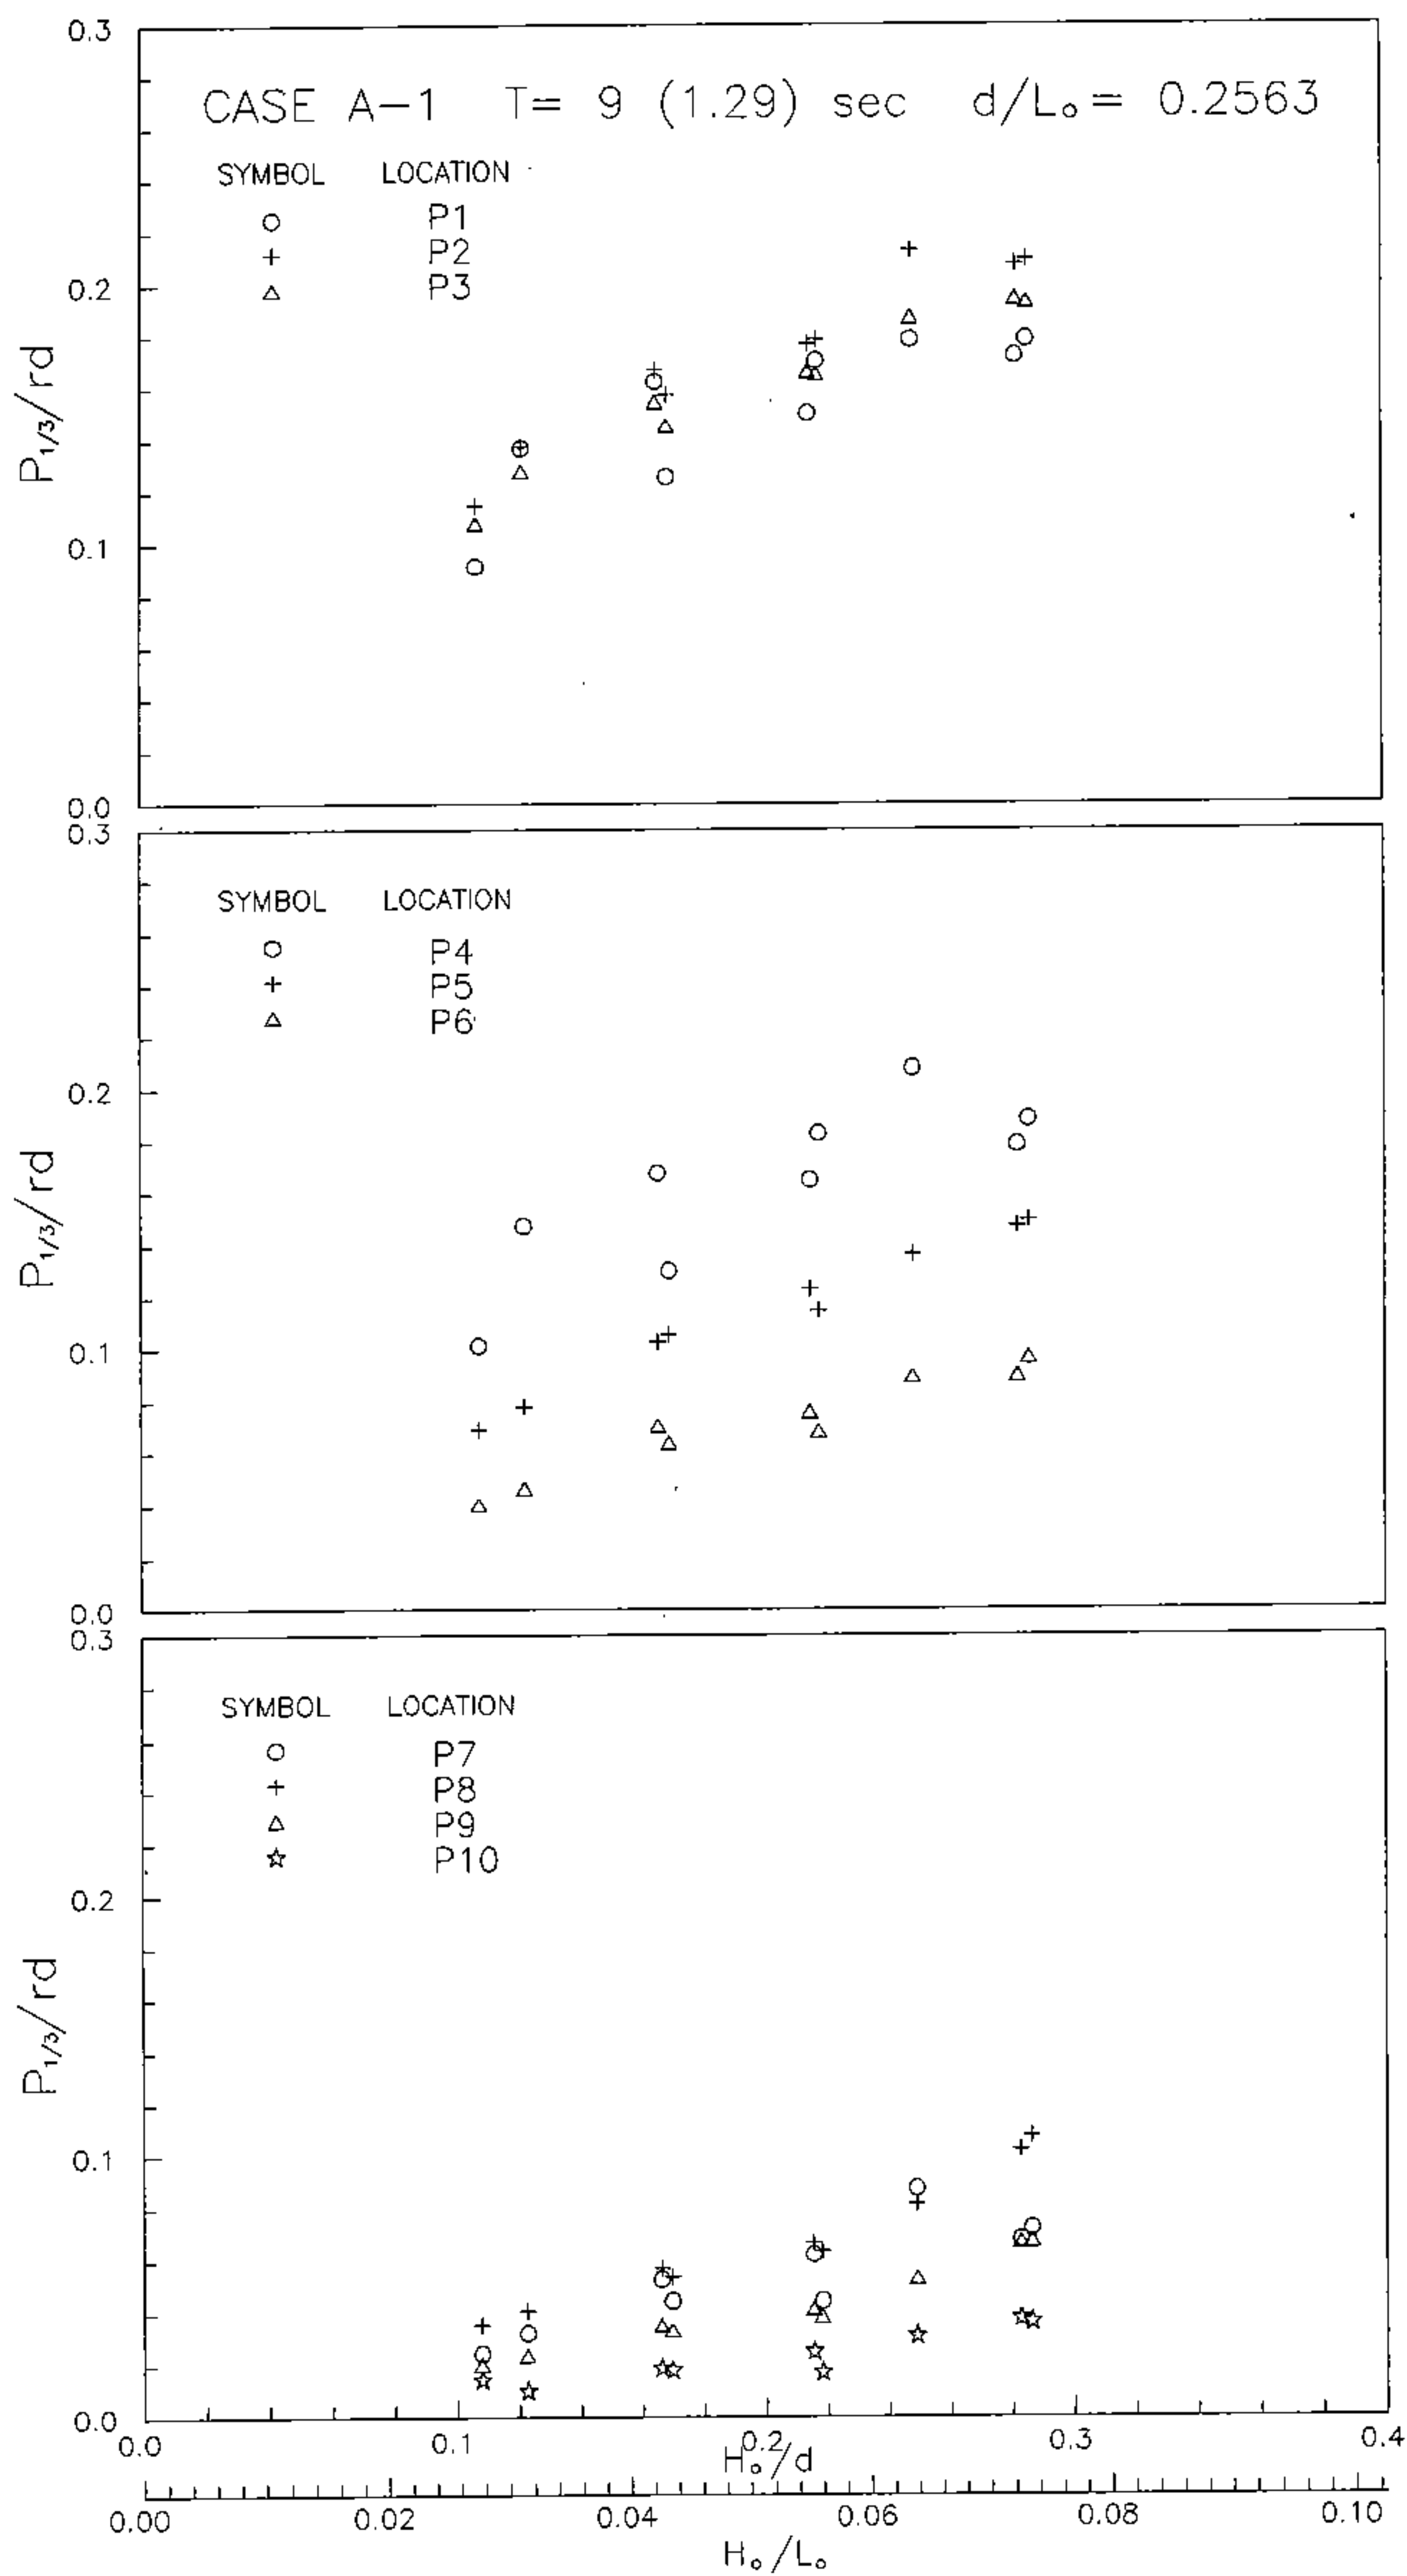 0.3
CASE A-1 T= 9 (1.29) sec d/L₀= 0.2563
SYMBOL LOCATION
P1
P2
P3
0.2
P₁/₃/rd
0.1
0.0
0.3
SYMBOL LOCATION
P4
P5
P6
0.2
P₁/₃/rd
0.1
0.0
0.3
SYMBOL LOCATION
P7
P8
P9
P10
0.2
P₁/₃/rd
0.1
0.0
0.0 0.1 0.2 0.3 0.4
H₀/d
0.00 0.02 0.04 0.06 0.08 0.10
H₀/L₀